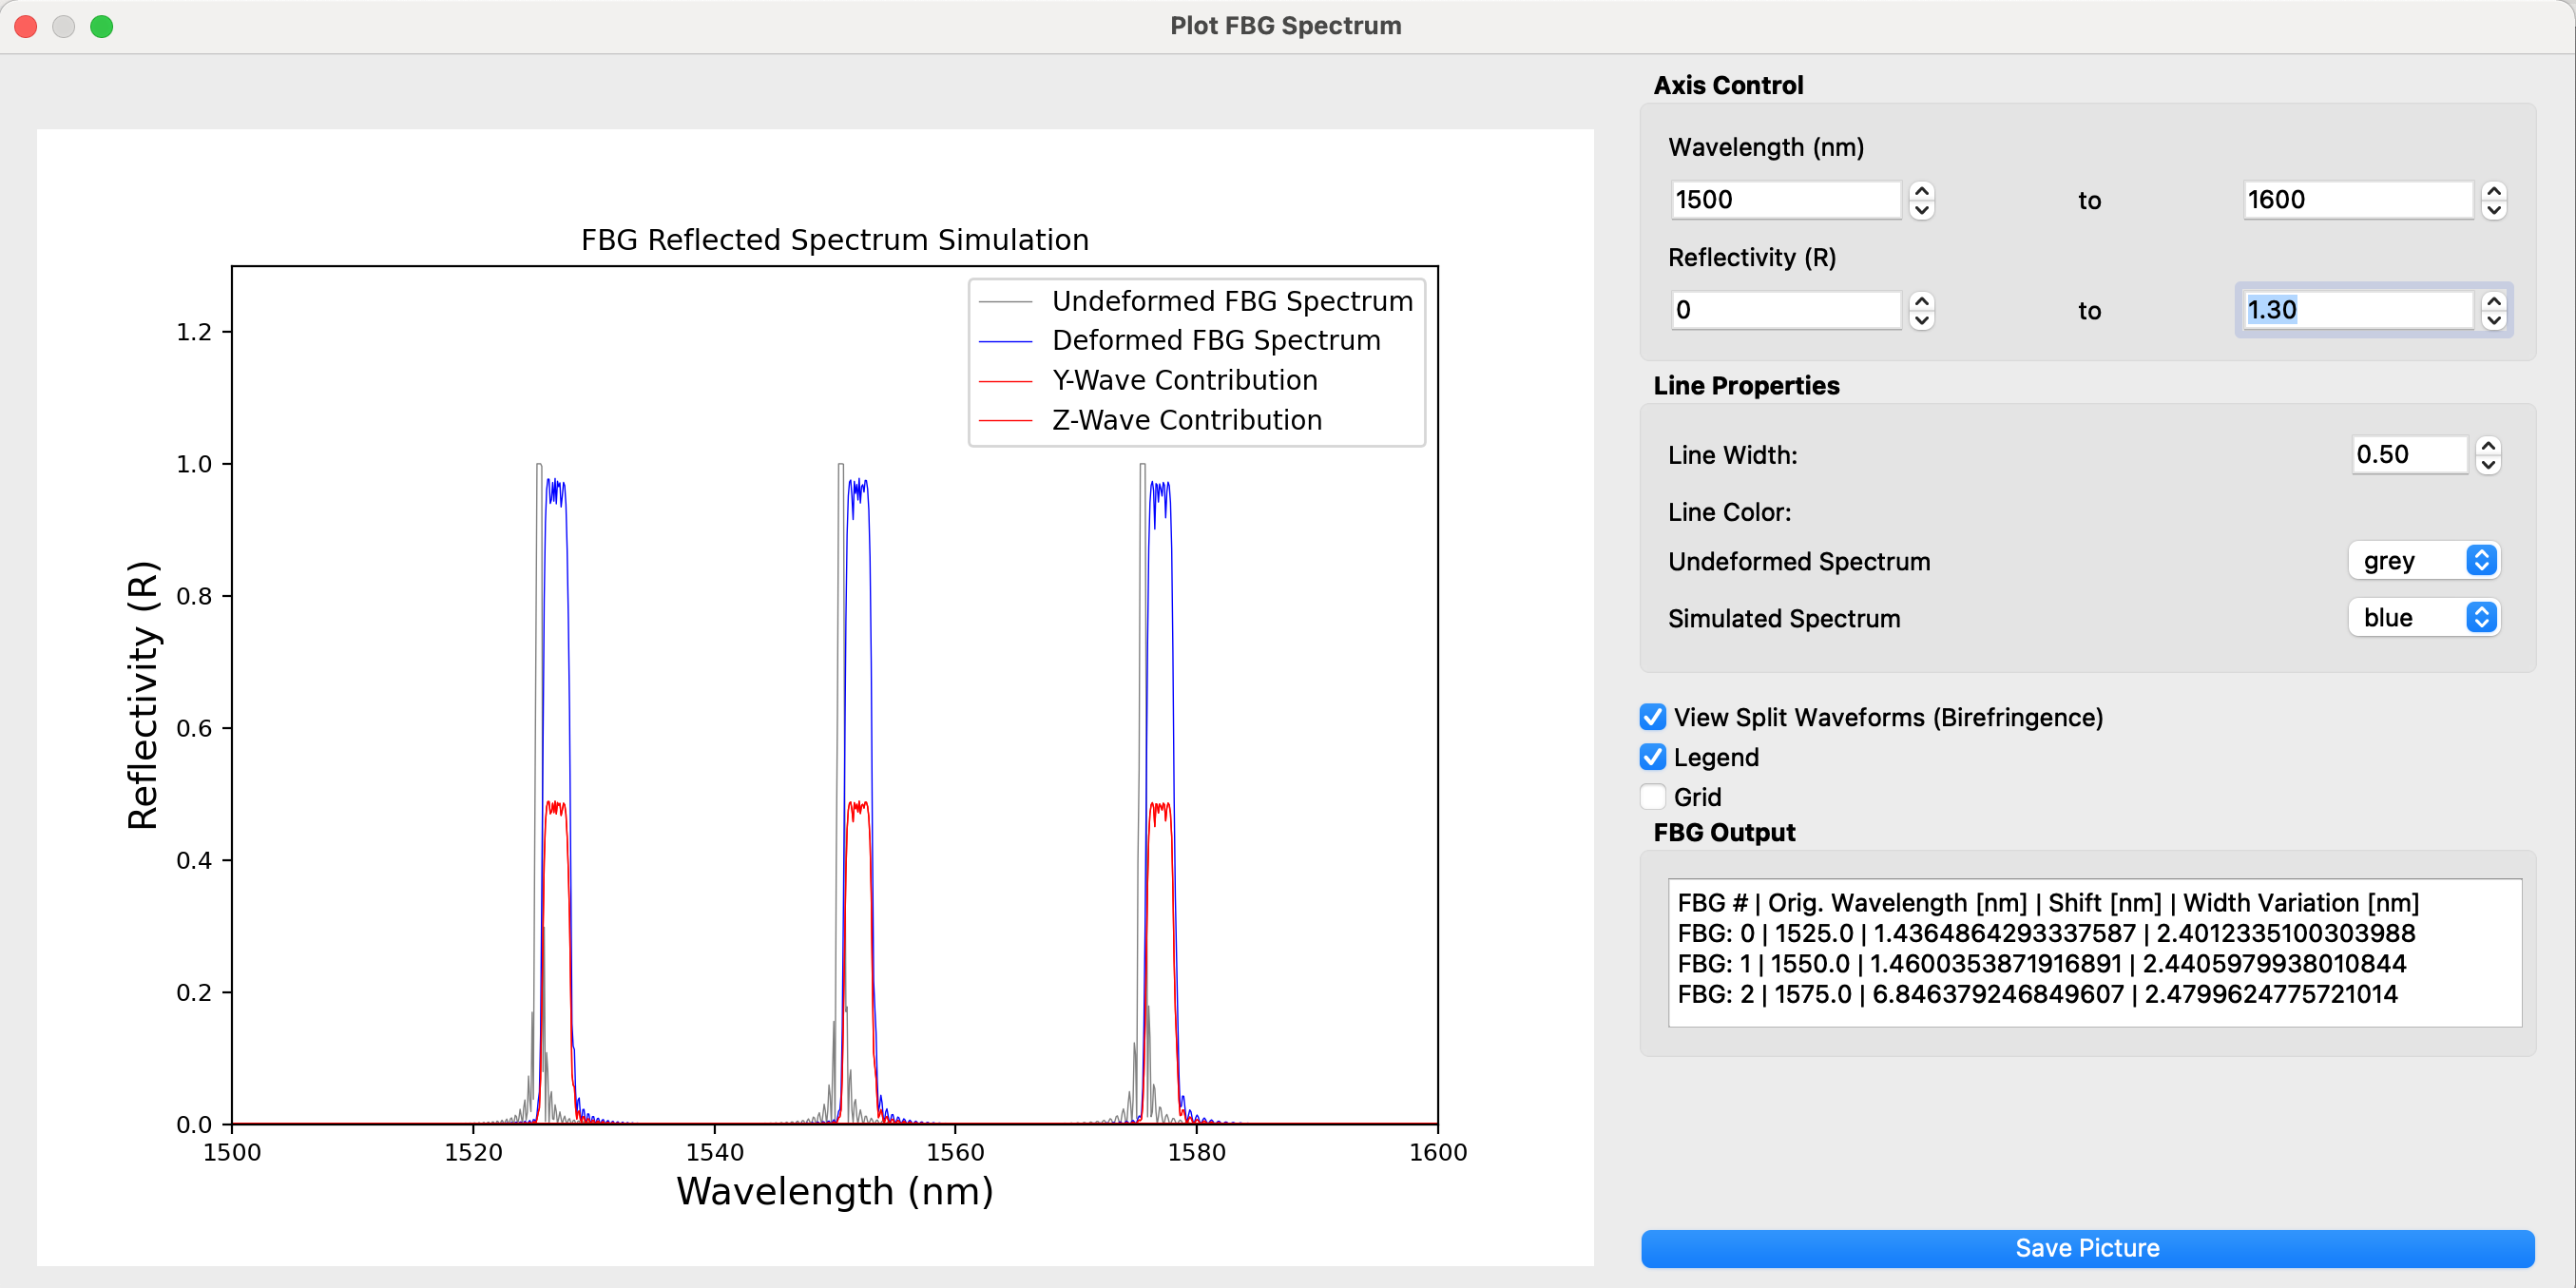 Plot FBG Spectrum
FBG Reflected Spectrum Simulation
Undeformed FBG Spectrum
Deformed FBG Spectrum
Y-Wave Contribution
Z-Wave Contribution
Reflectivity (R)
1.2
1.0
0.8
0.6
0.4
0.2
0.0
1500 1520 1540 1560 1580 1600
Wavelength (nm)
Axis Control
Wavelength (nm)
1500 to 1600
Reflectivity (R)
0 to 1.30
Line Properties
Line Width: 0.50
Line Color:
Undeformed Spectrum grey
Simulated Spectrum blue
View Split Waveforms (Birefringence)
Legend
Grid
FBG Output
FBG # | Orig. Wavelength [nm] | Shift [nm] | Width Variation [nm]
FBG: 0 | 1525.0 | 1.4364864293337587 | 2.4012335100303988
FBG: 1 | 1550.0 | 1.4600353871916891 | 2.4405979938010844
FBG: 2 | 1575.0 | 6.846379246849607 | 2.4799624775721014
Save Picture